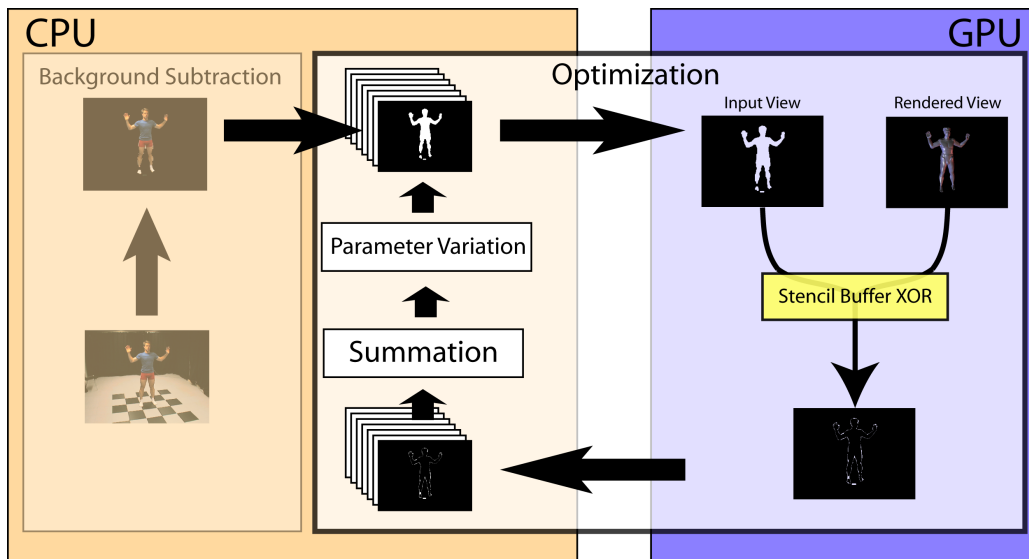 CPU
GPU
Background Subtraction
Optimization
Input View
Rendered View
Parameter Variation
Stencil Buffer XOR
Summation